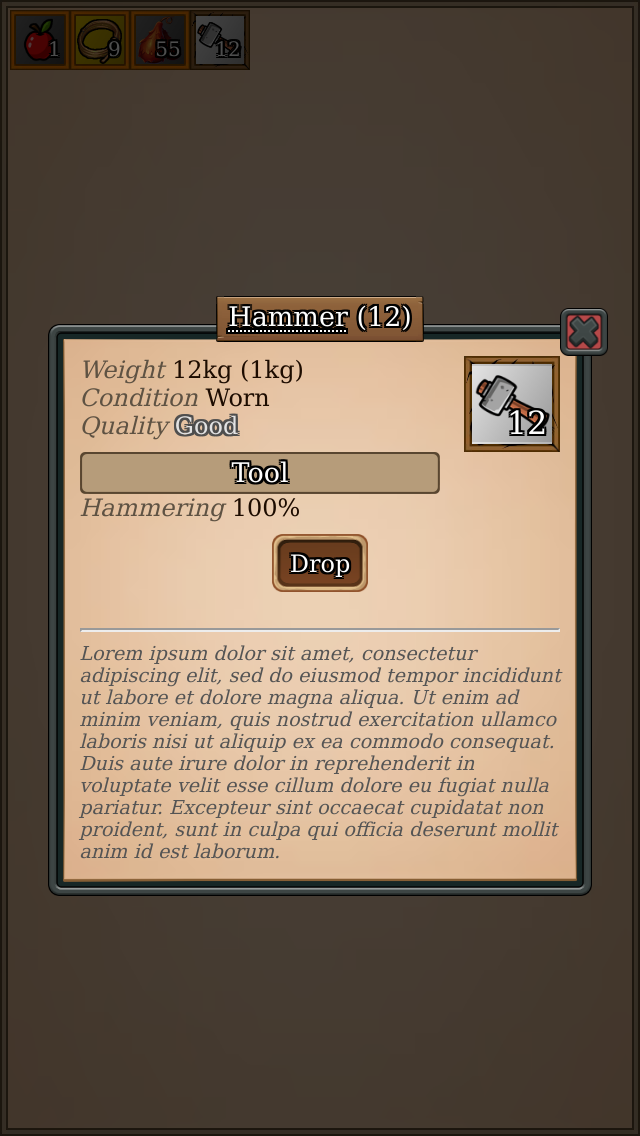 1
9
55
12
Hammer (12)
Weight 12kg (1kg)
Condition Worn
Quality Good
12
Tool
Hammering 100%
Drop
Lorem ipsum dolor sit amet, consectetur
adipiscing elit, sed do eiusmod tempor incididunt
ut labore et dolore magna aliqua. Ut enim ad
minim veniam, quis nostrud exercitation ullamco
laboris nisi ut aliquip ex ea commodo consequat.
Duis aute irure dolor in reprehenderit in
voluptate velit esse cillum dolore eu fugiat nulla
pariatur. Excepteur sint occaecat cupidatat non
proident, sunt in culpa qui officia deserunt mollit
anim id est laborum.